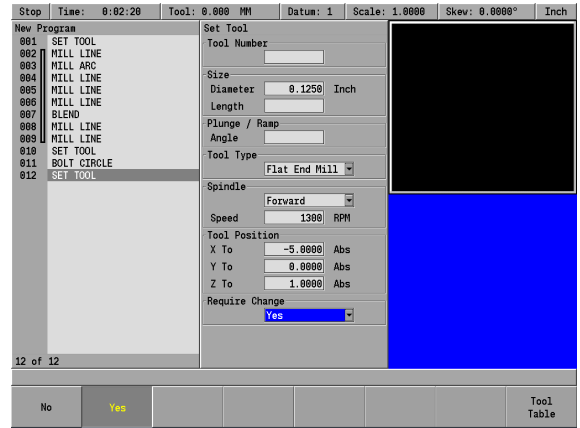 Stop Time: 0:02:20 Tool: 0.000 MM Datum: 1 Scale: 1.0000 Skew: 0.0000° Inch
New Program
001 SET TOOL
002 MILL LINE
003 MILL ARC
004 MILL LINE
005 MILL LINE
006 MILL LINE
007 BLEND
008 MILL LINE
009 MILL LINE
010 SET TOOL
011 BOLT CIRCLE
012 SET TOOL
12 of 12
Set Tool
Tool Number
Size
Diameter 0.1250 Inch
Length
Plunge / Ramp
Angle
Tool Type
Flat End Mill
Spindle
Forward
Speed 1300 RPM
Tool Position
X To -5.0000 Abs
Y To 0.0000 Abs
Z To 1.0000 Abs
Require Change
Yes
No Yes Tool
Table